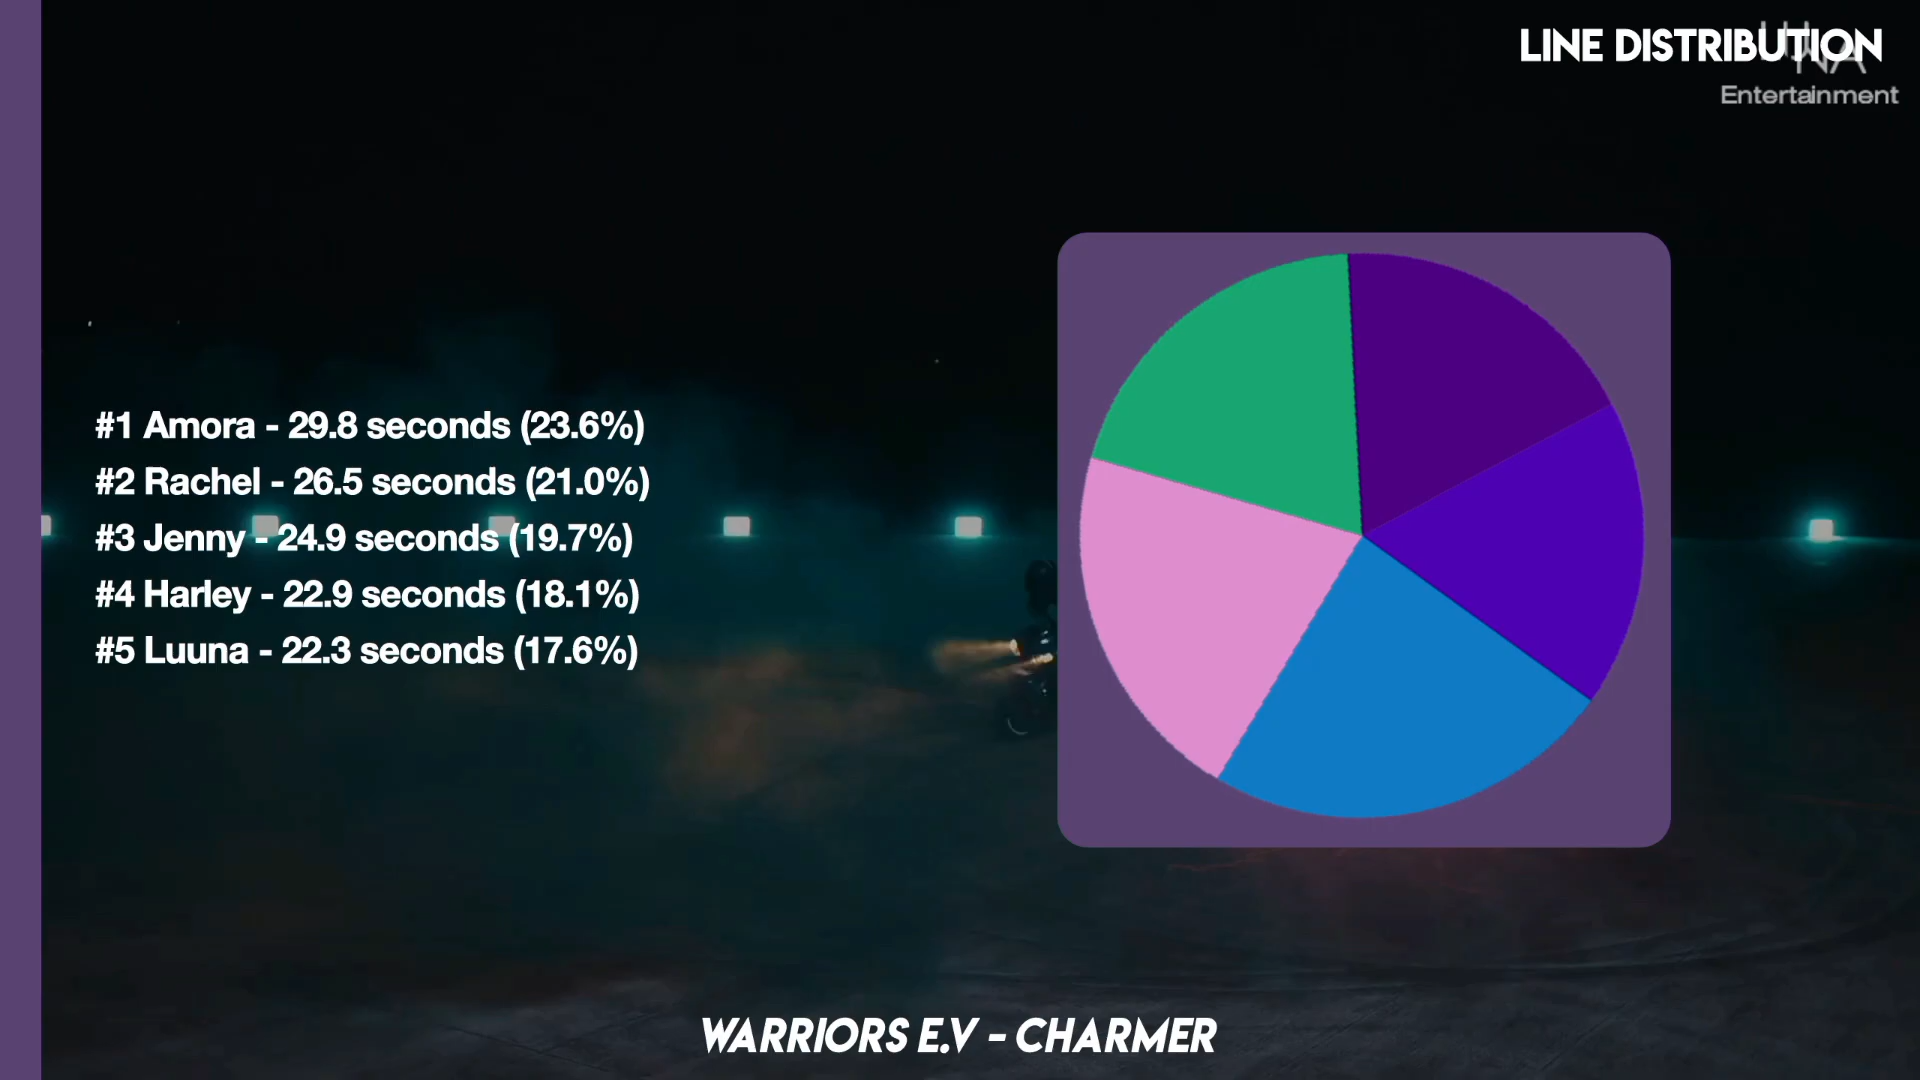 LINE DISTRIBUTION
Entertainment
#1 Amora - 29.8 seconds (23.6%)
#2 Rachel - 26.5 seconds (21.0%)
#3 Jenny - 24.9 seconds (19.7%)
#4 Harley - 22.9 seconds (18.1%)
#5 Luuna - 22.3 seconds (17.6%)
WARRIORS E.V - CHARMER